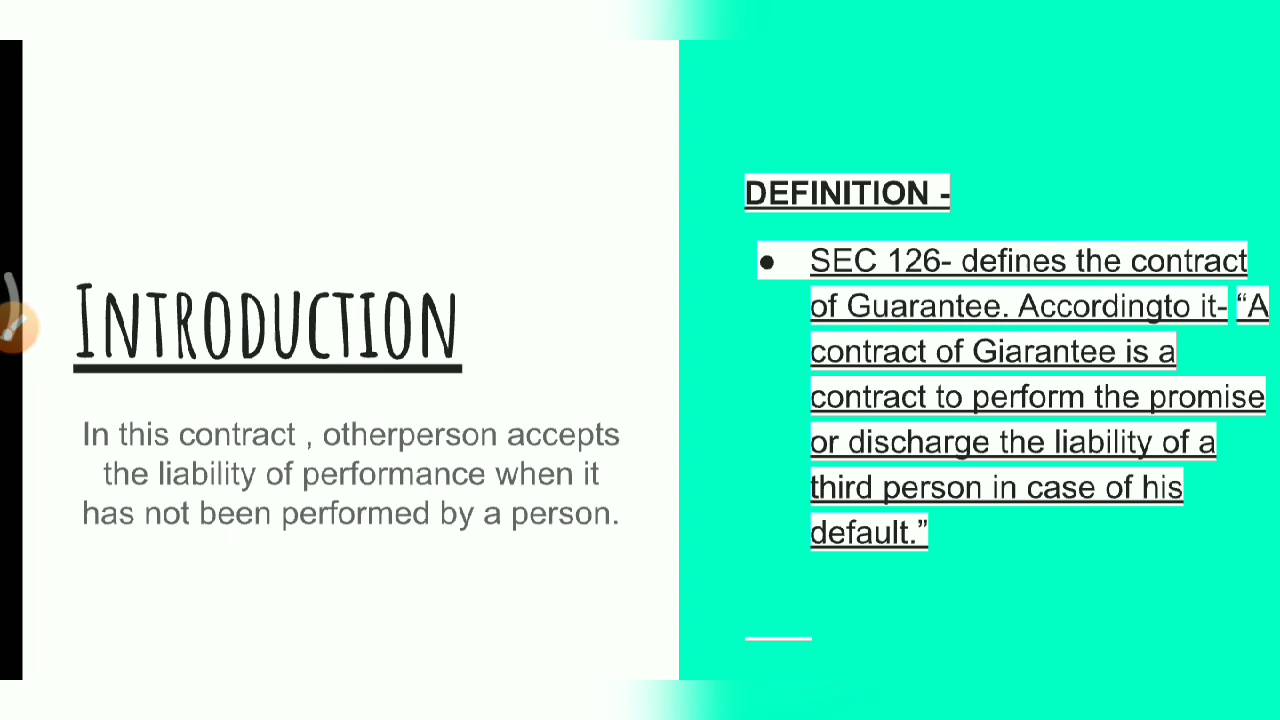 Introduction
In this contract , otherperson accepts
the liability of performance when it
has not been performed by a person.
DEFINITION -
● SEC 126- defines the contract
of Guarantee. Accordingto it- “A
contract of Giarantee is a
contract to perform the promise
or discharge the liability of a
third person in case of his
default.”